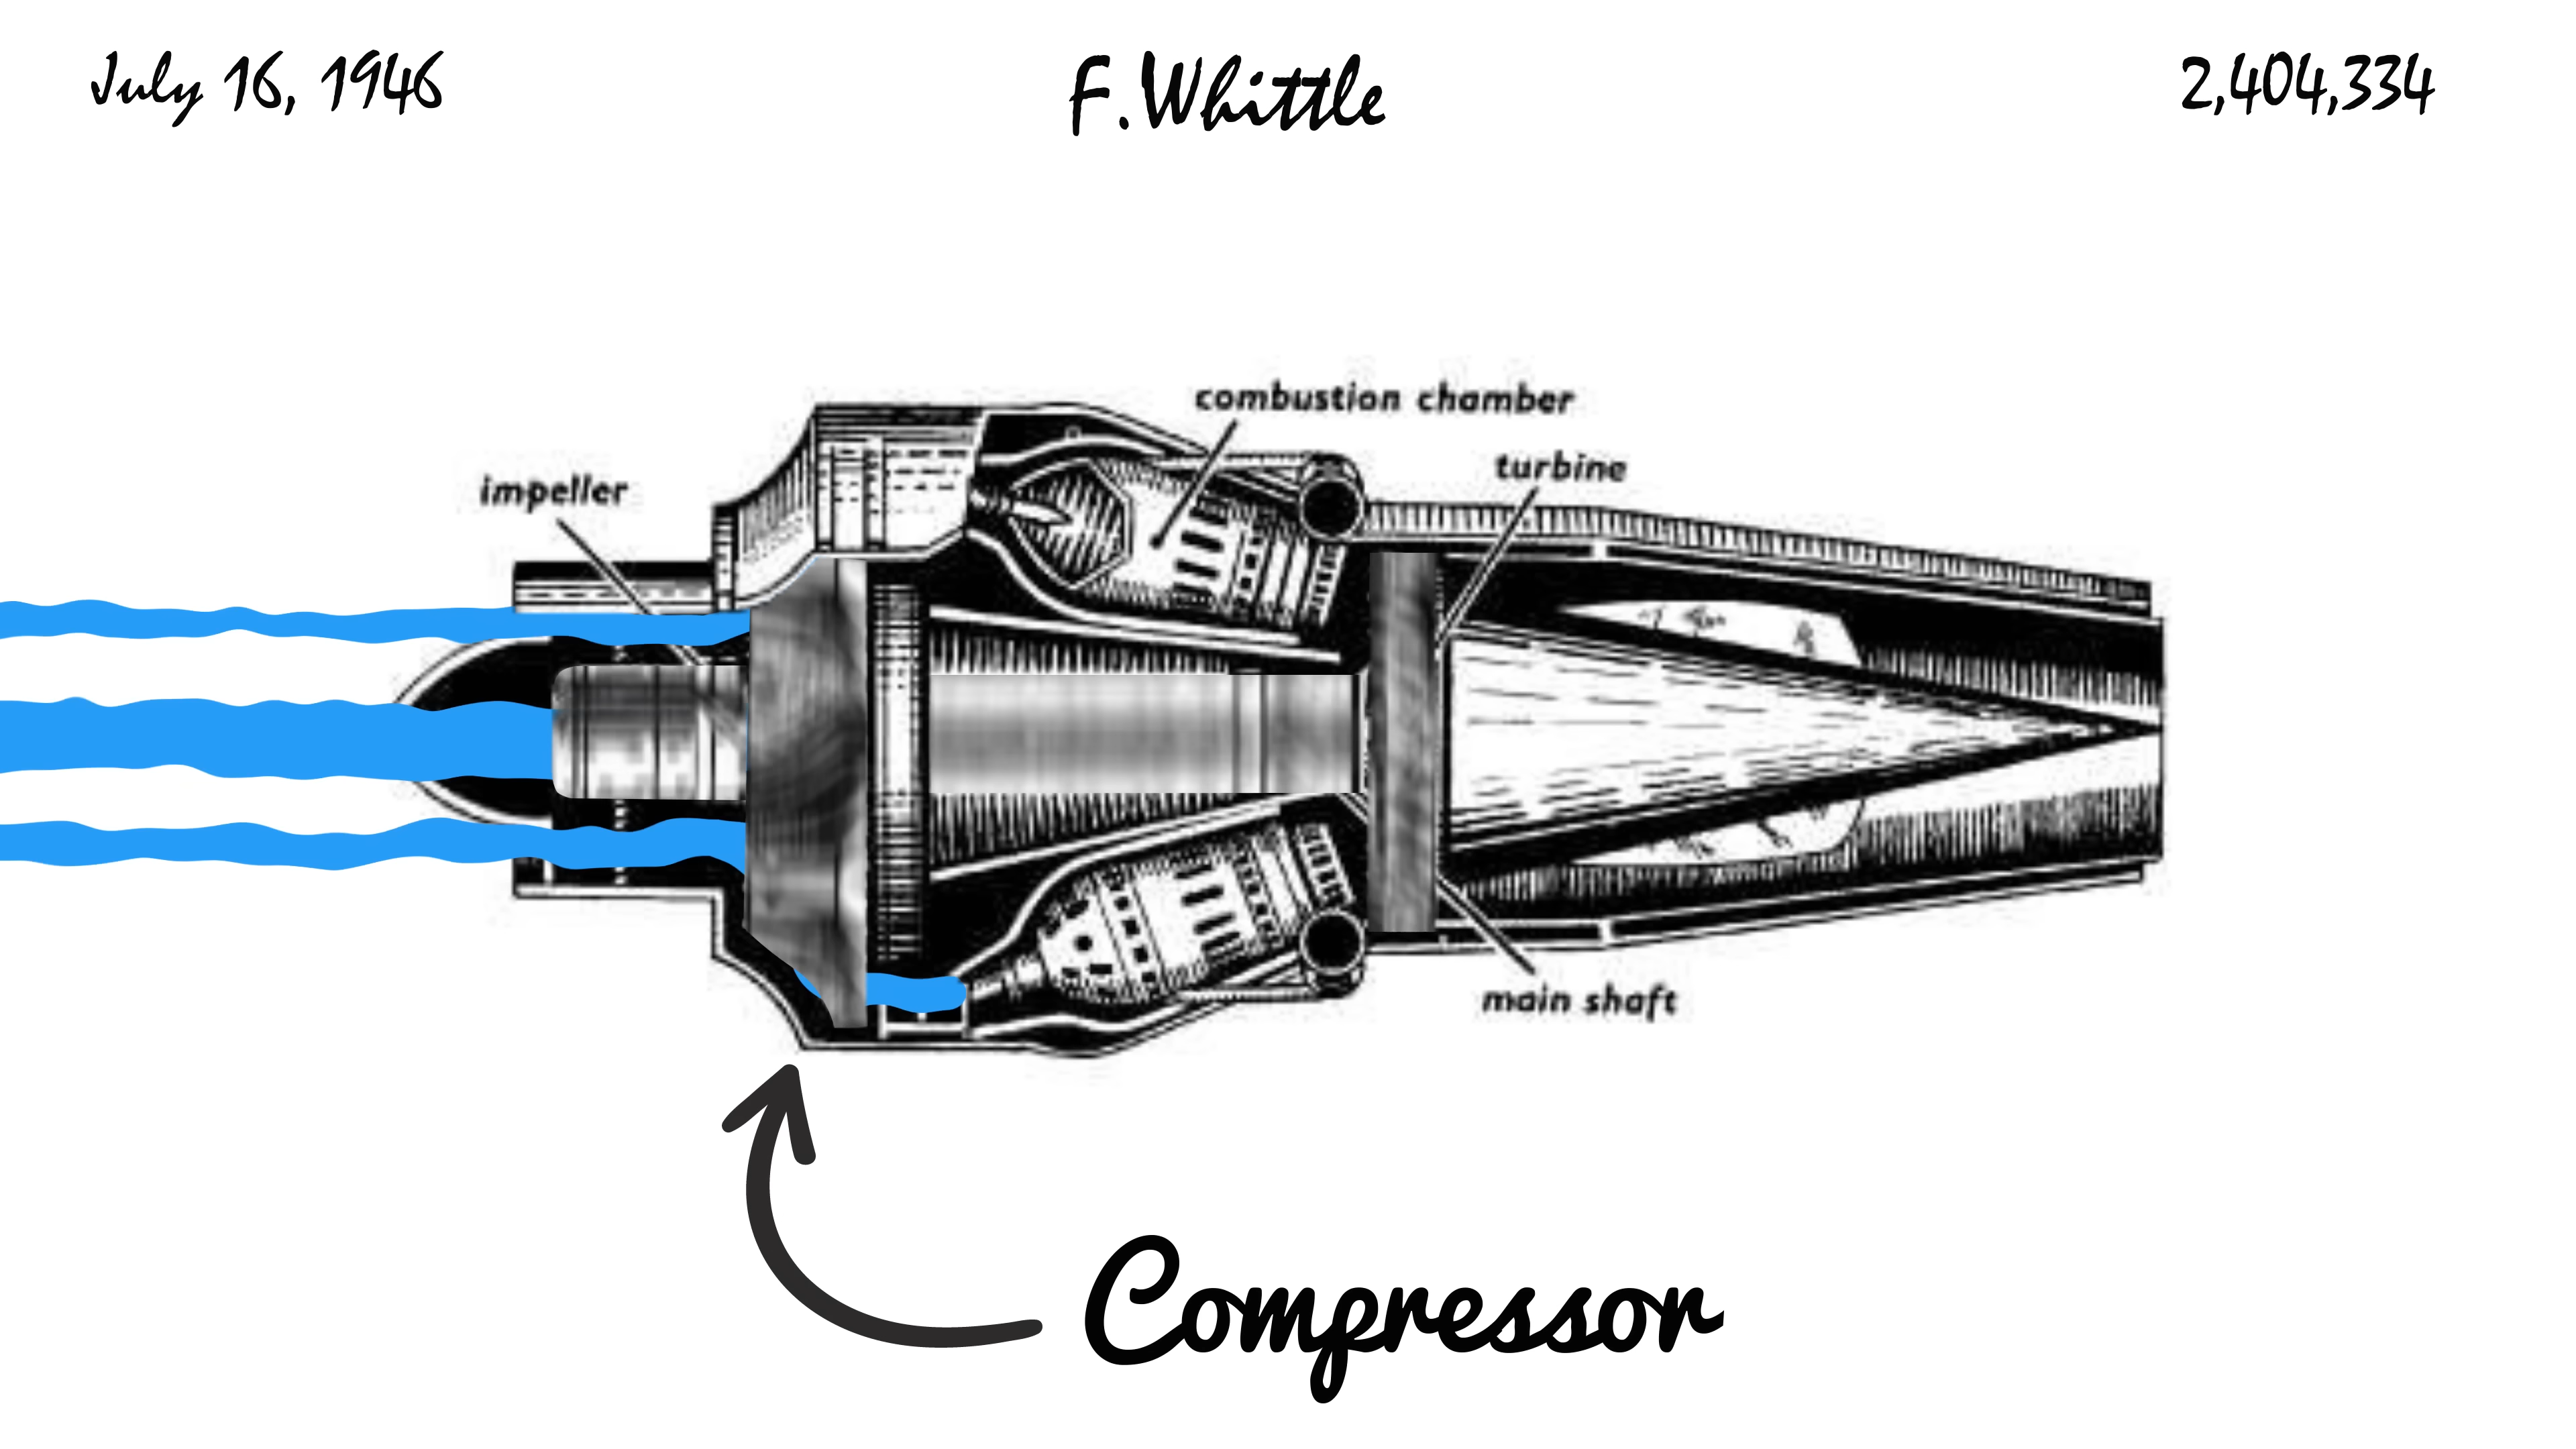 July 16, 1946
F.Whittle
2,404,334
combustion chamber
turbine
impeller
main shaft
Compressor